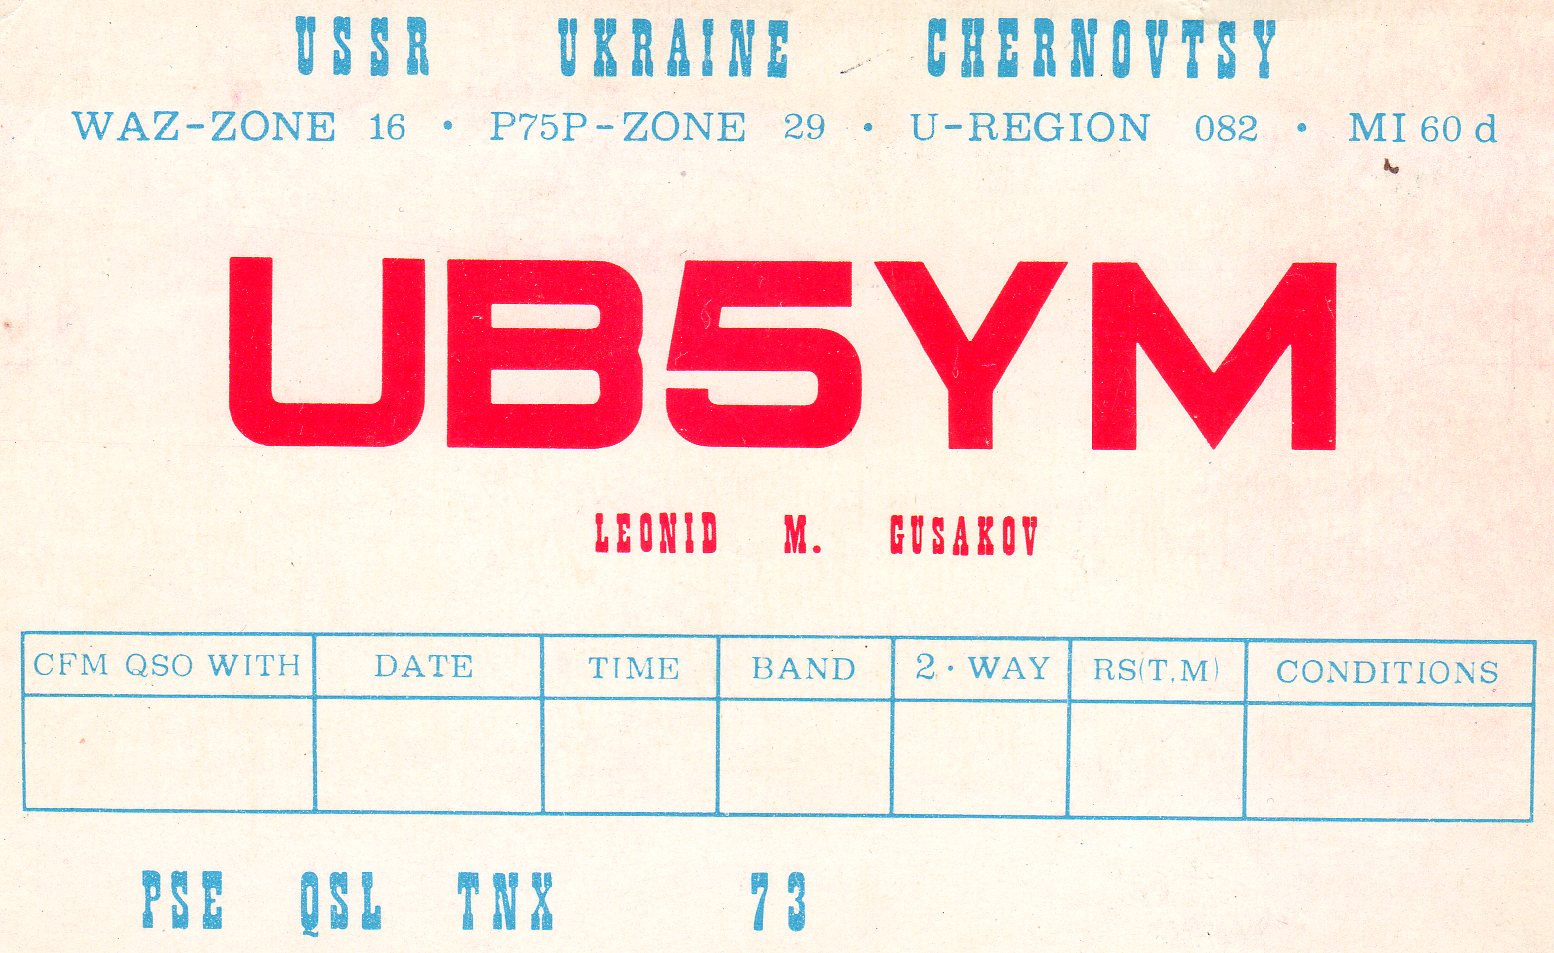 USSR UKRAINE CHERNOVTSY
WAZ-ZONE 16 • P75P-ZONE 29 • U-REGION 082 • MI 60 d
UB5YM
LEONID M. GUSAKOV
CFM QSO WITH DATE TIME BAND 2·WAY RS(T,M) CONDITIONS
PSE QSL TNX 73